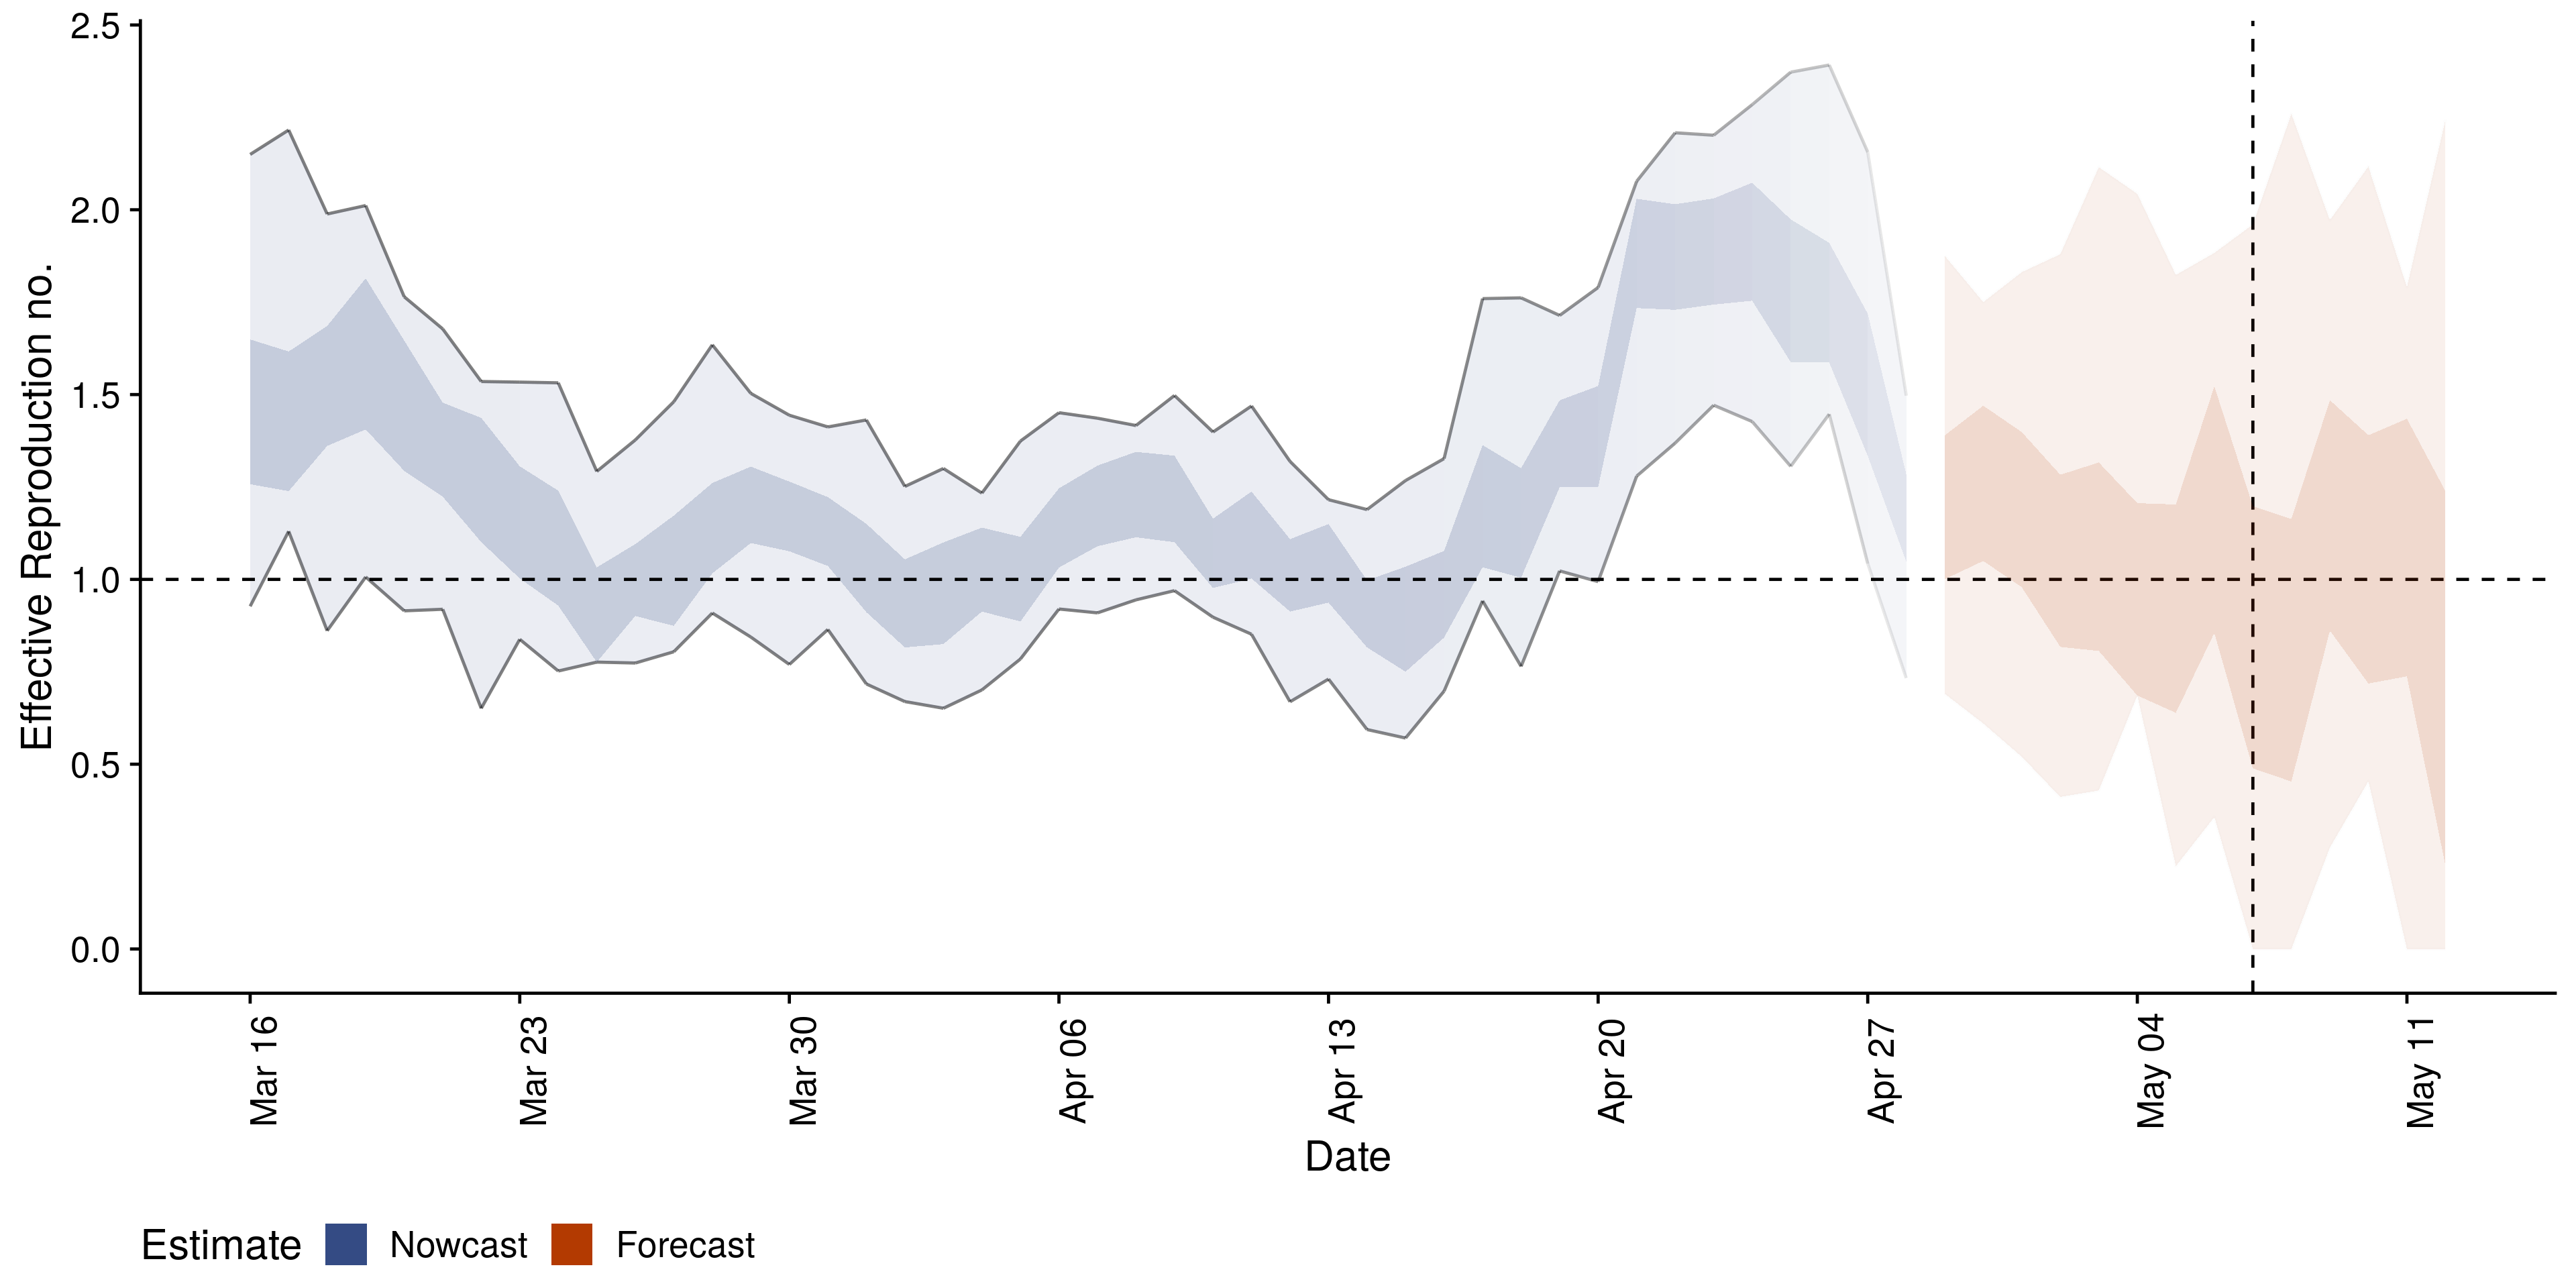 Effective Reproduction no.
2.5
2.0
1.5
1.0
0.5
0.0
Mar 16
Mar 23
Mar 30
Apr 06
Apr 13
Apr 20
Apr 27
May 04
May 11
Date
Estimate Nowcast Forecast